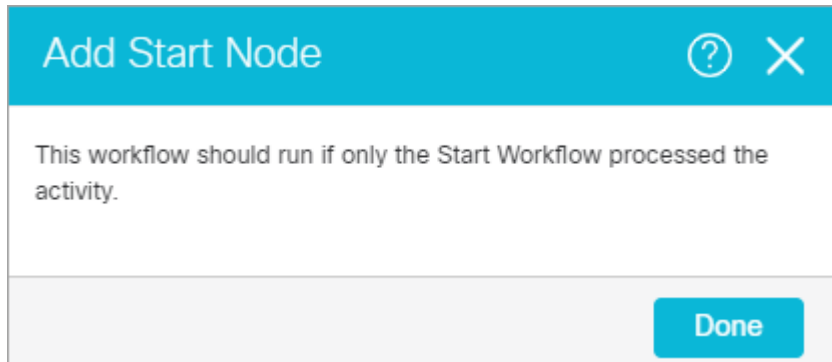 Add Start Node
This workflow should run if only the Start Workflow processed the
activity.
Done